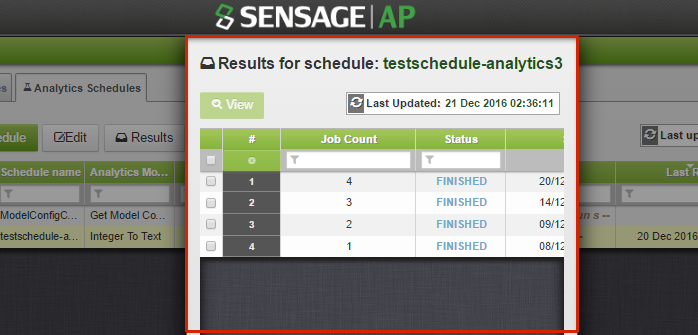 SENSAGE AP
Results for schedule: testschedule-analytics3
Analytics Schedules
View
Last Updated: 21 Dec 2016 02:36:11
Edit
Results
Last up
# Job Count Status
Schedule name Analytics Mo... Last R
1 4 FINISHED 20/12
2 3 FINISHED 14/12
3 2 FINISHED 09/12
4 1 FINISHED 08/12
ModelConfigC... Get Model Co...
testschedule-a... Integer To Text 20 Dec 2016